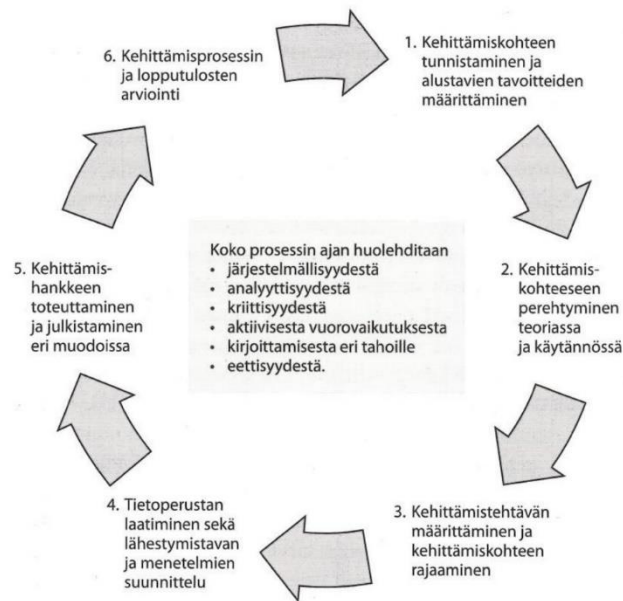 1. Kehittämiskohteen
tunnistaminen ja
alustavien tavoitteiden
määrittäminen
2. Kehittämis-
kohteeseen
perehtyminen
teoriassa
ja käytännössä
3. Kehittämistehtävän
määrittäminen ja
kehittämiskohteen
rajaaminen
4. Tietoperustan
laatiminen sekä
lähestymistavan
ja menetelmien
suunnittelu
5. Kehittämis-
hankkeen
toteuttaminen
ja julkistaminen
eri muodoissa
6. Kehittämisprosessin
ja lopputulosten
arviointi
Koko prosessin ajan huolehditaan
• järjestelmällisyydestä
• analyyttisyydestä
• kriittisyydestä
• aktiivisesta vuorovaikutuksesta
• kirjoittamisesta eri tahoille
• eettisyydestä.